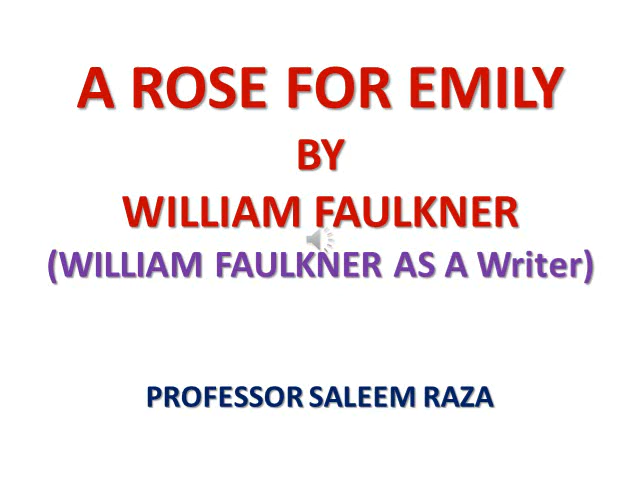 A ROSE FOR EMILY
BY
WILLIAM FAULKNER
(WILLIAM FAULKNER AS A Writer)
PROFESSOR SALEEM RAZA